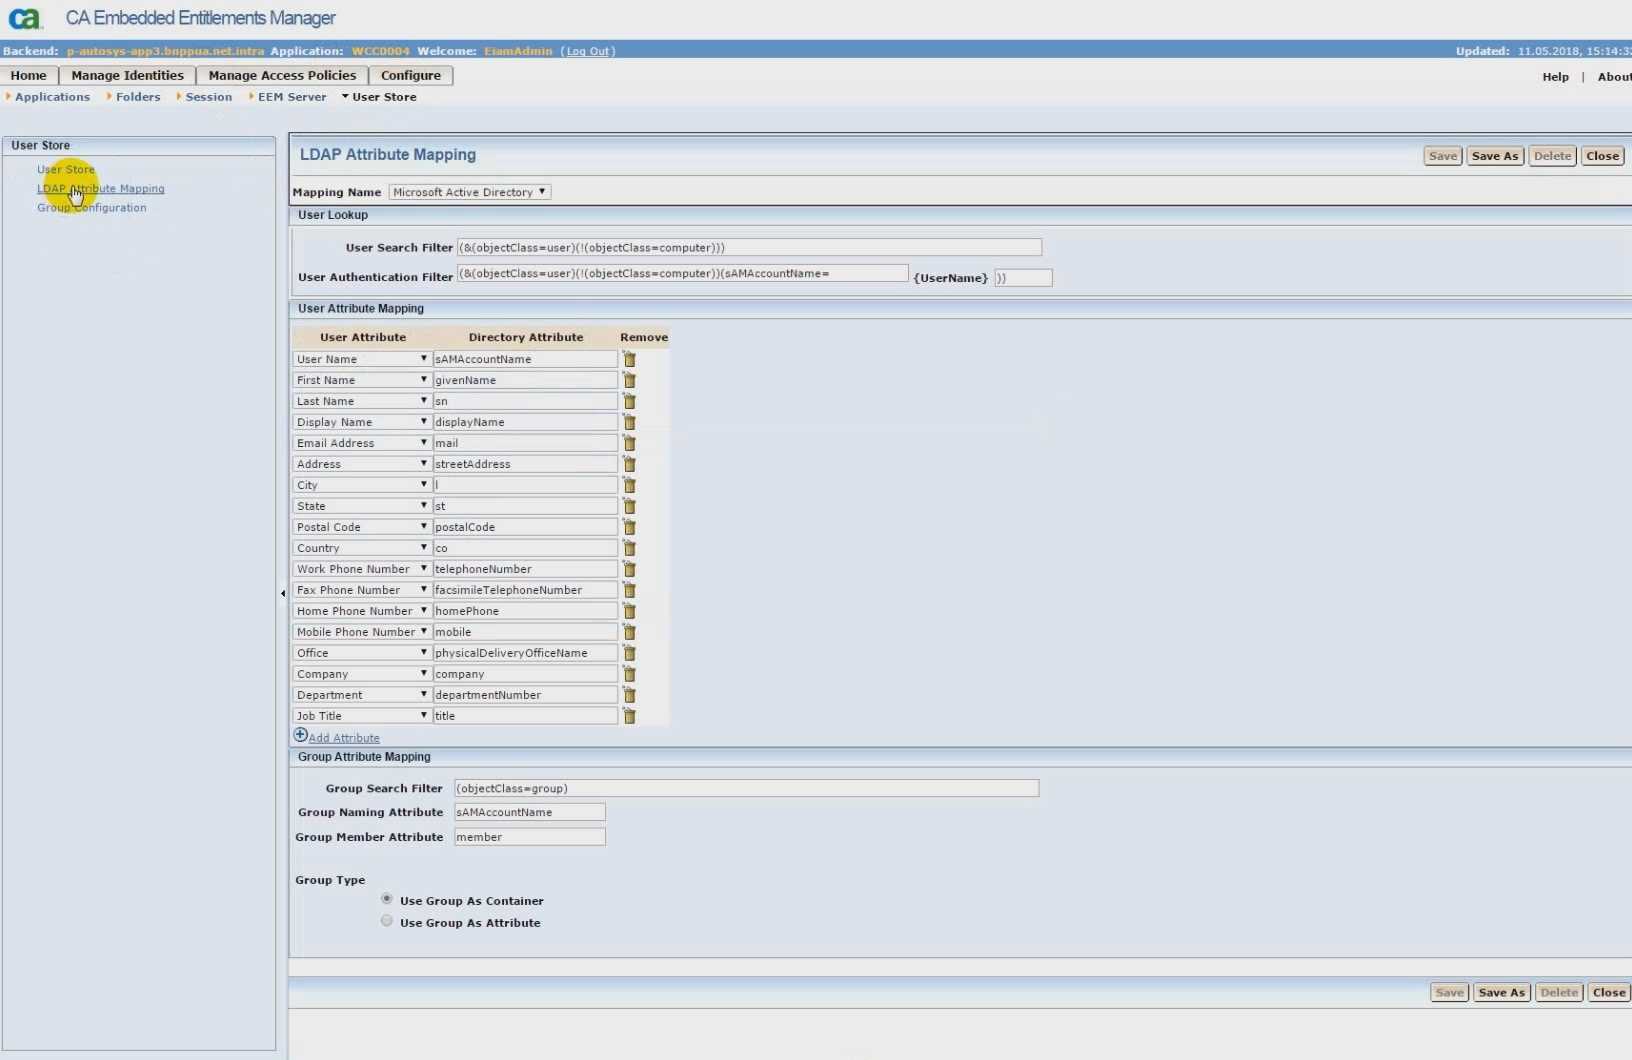 ca CA Embedded Entitlements Manager
Backend: p-autosys-app3.bnppua.net.intra Application: WCC0004 Welcome: EiamAdmin (Log Out) Updated: 11.05.2018, 15:14:3
Home Manage Identities Manage Access Policies Configure Help | About
Applications Folders Session EEM Server User Store
User Store
User Store
LDAP Attribute Mapping
Group Configuration
LDAP Attribute Mapping Save Save As Delete Close
Mapping Name Microsoft Active Directory
User Lookup
User Search Filter (&(objectClass=user)(!(objectClass=computer)))
User Authentication Filter (&(objectClass=user)(!(objectClass=computer))(sAMAccountName= {UserName} ))
User Attribute Mapping
User Attribute Directory Attribute Remove
User Name sAMAccountName
First Name givenName
Last Name sn
Display Name displayName
Email Address mail
Address streetAddress
City l
State st
Postal Code postalCode
Country co
Work Phone Number telephoneNumber
Fax Phone Number facsimileTelephoneNumber
Home Phone Number homePhone
Mobile Phone Number mobile
Office physicalDeliveryOfficeName
Company company
Department departmentNumber
Job Title title
Add Attribute
Group Attribute Mapping
Group Search Filter (objectClass=group)
Group Naming Attribute sAMAccountName
Group Member Attribute member
Group Type
Use Group As Container
Use Group As Attribute
Save Save As Delete Close